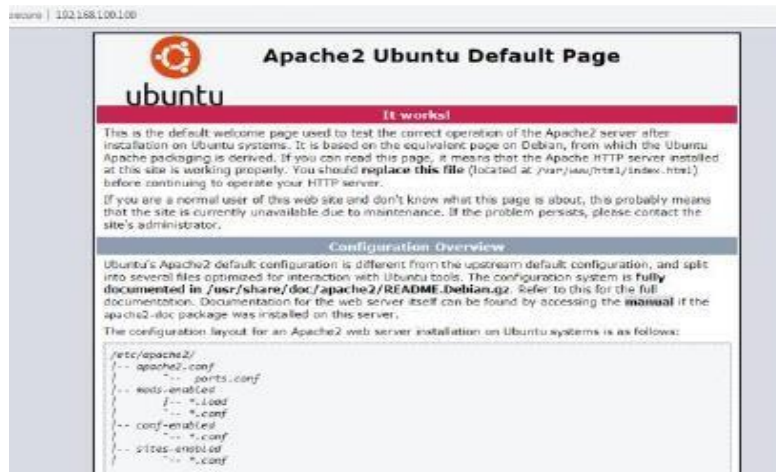 192.168.100.100
Apache2 Ubuntu Default Page
ubuntu
It works!
This is the default welcome page used to test the correct operation of the Apache2 server after
installation on Ubuntu systems. It is based on the equivalent page on Debian, from which the Ubuntu
Apache packaging is derived. If you can read this page, it means that the Apache HTTP server installed
at this site is working properly. You should replace this file (located at /var/www/html/index.html)
before continuing to operate your HTTP server.
If you are a normal user of this web site and don't know what this page is about, this probably means
that the site is currently unavailable due to maintenance. If the problem persists, please contact the
site's administrator.
Configuration Overview
Ubuntu's Apache2 default configuration is different from the upstream default configuration, and split
into several files optimized for interaction with Ubuntu tools. The configuration system is fully
documented in /usr/share/doc/apache2/README.Debian.gz. Refer to this for the full
documentation. Documentation for the web server itself can be found by accessing the manual if the
apache2-doc package was installed on this server.
The configuration layout for an Apache2 web server installation on Ubuntu systems is as follows:
/etc/apache2/
|-- apache2.conf
|       `--  ports.conf
|-- mods-enabled
|       |-- *.load
|       `-- *.conf
|-- conf-enabled
|       `-- *.conf
|-- sites-enabled
|       `-- *.conf